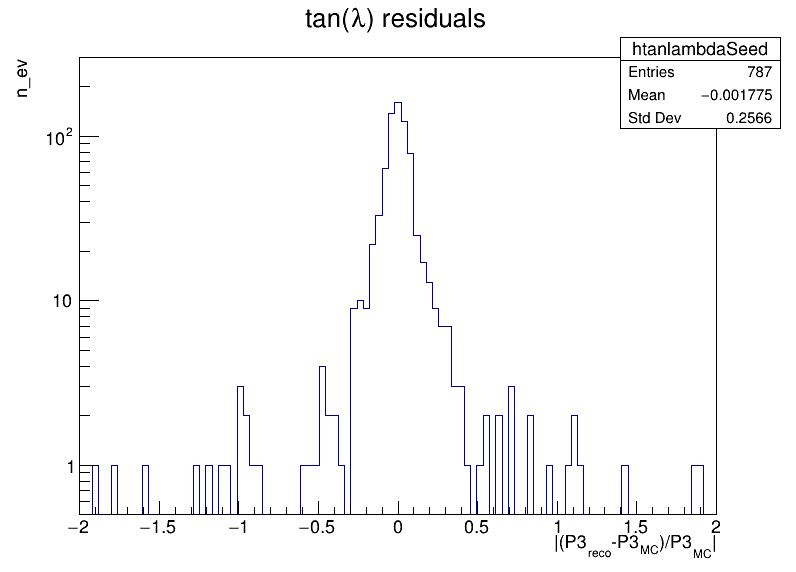 tan(λ) residuals
htanlambdaSeed
Entries 787
Mean −0.001775
Std Dev 0.2566
n_ev
10²
10
1
−2 −1.5 −1 −0.5 0 0.5 1 1.5 2
|(P3reco-P3MC)/P3MC|